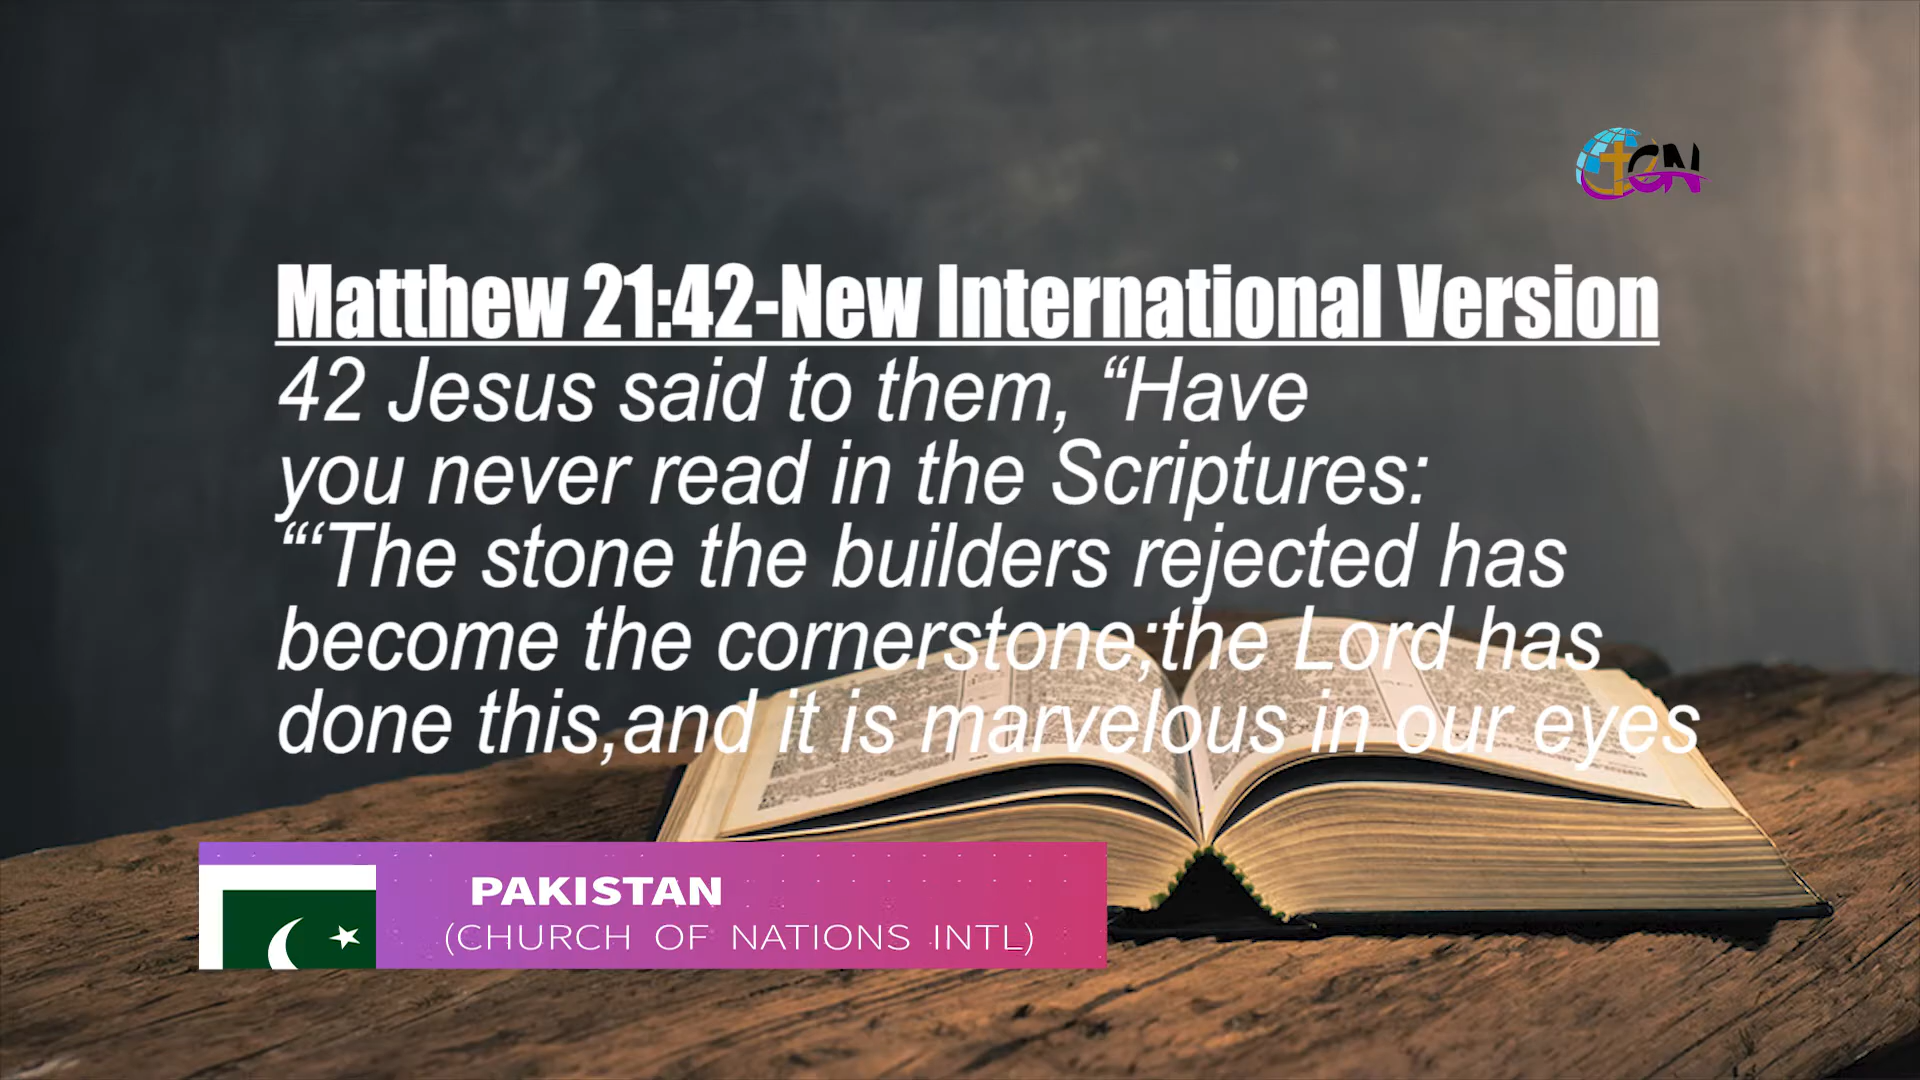 GN
Matthew 21:42-New International Version
42 Jesus said to them, “Have
you never read in the Scriptures:
“‘The stone the builders rejected has
become the cornerstone;the Lord has
done this,and it is marvelous in our eyes
PAKISTAN
(CHURCH OF NATIONS INTL)